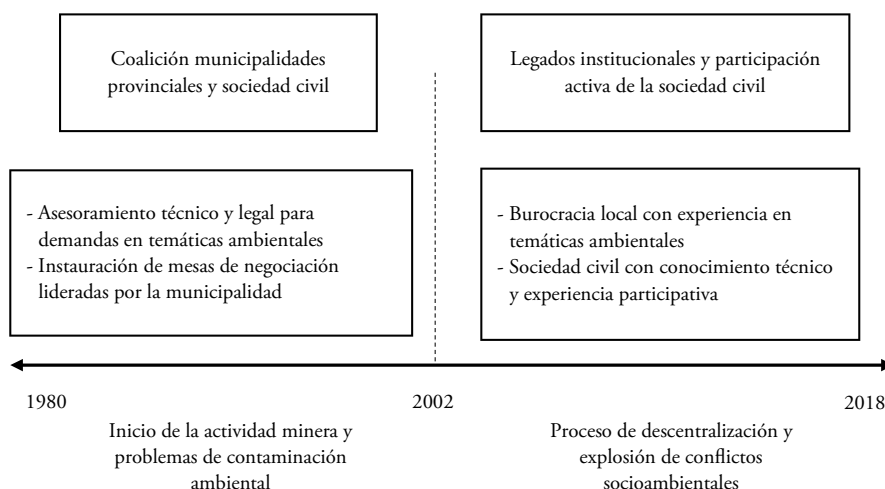 Coalición municipalidades
provinciales y sociedad civil
Legados institucionales y participación
activa de la sociedad civil
- Asesoramiento técnico y legal para
demandas en temáticas ambientales
- Instauración de mesas de negociación
lideradas por la municipalidad
- Burocracia local con experiencia en
temáticas ambientales
- Sociedad civil con conocimiento técnico
y experiencia participativa
1980
2002
2018
Inicio de la actividad minera y
problemas de contaminación
ambiental
Proceso de descentralización y
explosión de conflictos
socioambientales